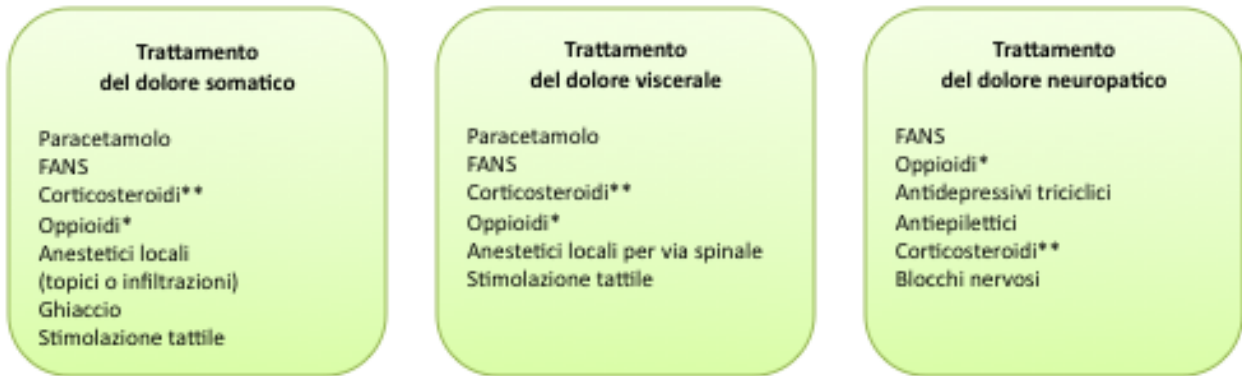 Trattamento
del dolore somatico
Paracetamolo
FANS
Corticosteroidi**
Oppioidi*
Anestetici locali
(topici o infiltrazioni)
Ghiaccio
Stimolazione tattile
Trattamento
del dolore viscerale
Paracetamolo
FANS
Corticosteroidi**
Oppioidi*
Anestetici locali per via spinale
Stimolazione tattile
Trattamento
del dolore neuropatico
FANS
Oppioidi*
Antidepressivi triciclici
Antiepilettici
Corticosteroidi**
Blocchi nervosi